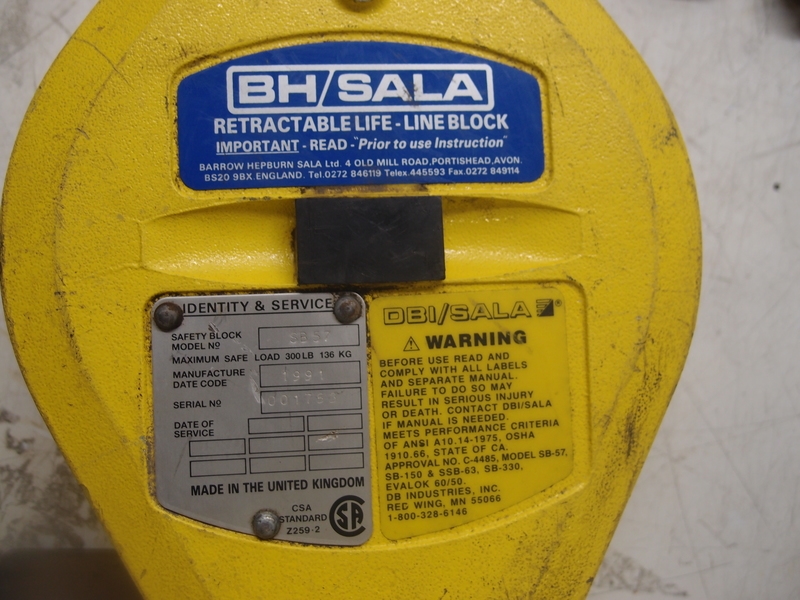 BH/SALA
RETRACTABLE LIFE-LINE BLOCK
IMPORTANT - READ - "Prior to use Instruction"
BARROW HEPBURN SALA Ltd. 4 OLD MILL ROAD,PORTISHEAD,AVON.
BS20 9BX.ENGLAND. Tel.0272 846119 Telex.445593 Fax.0272 849114
IDENTITY & SERVICE
SAFETY BLOCK
MODEL Nº
MAXIMUM SAFE LOAD 300LB 136 KG
MANUFACTURE
DATE CODE 1991
SERIAL Nº
DATE OF
SERVICE
MADE IN THE UNITED KINGDOM
CSA
STANDARD
Z259-2
SA
DBI/SALA ®
⚠ WARNING
BEFORE USE READ AND
COMPLY WITH ALL LABELS
AND SEPARATE MANUAL.
FAILURE TO DO SO MAY
RESULT IN SERIOUS INJURY
OR DEATH. CONTACT DBI/SALA
IF MANUAL IS NEEDED.
MEETS PERFORMANCE CRITERIA
OF ANSI A10.14-1975, OSHA
1910.66, STATE OF CA.
APPROVAL NO. C-4485, MODEL SB-57,
SB-150 & SSB-63, SB-330,
EVALOK 60/50.
DB INDUSTRIES, INC.
RED WING, MN 55066
1-800-328-6146